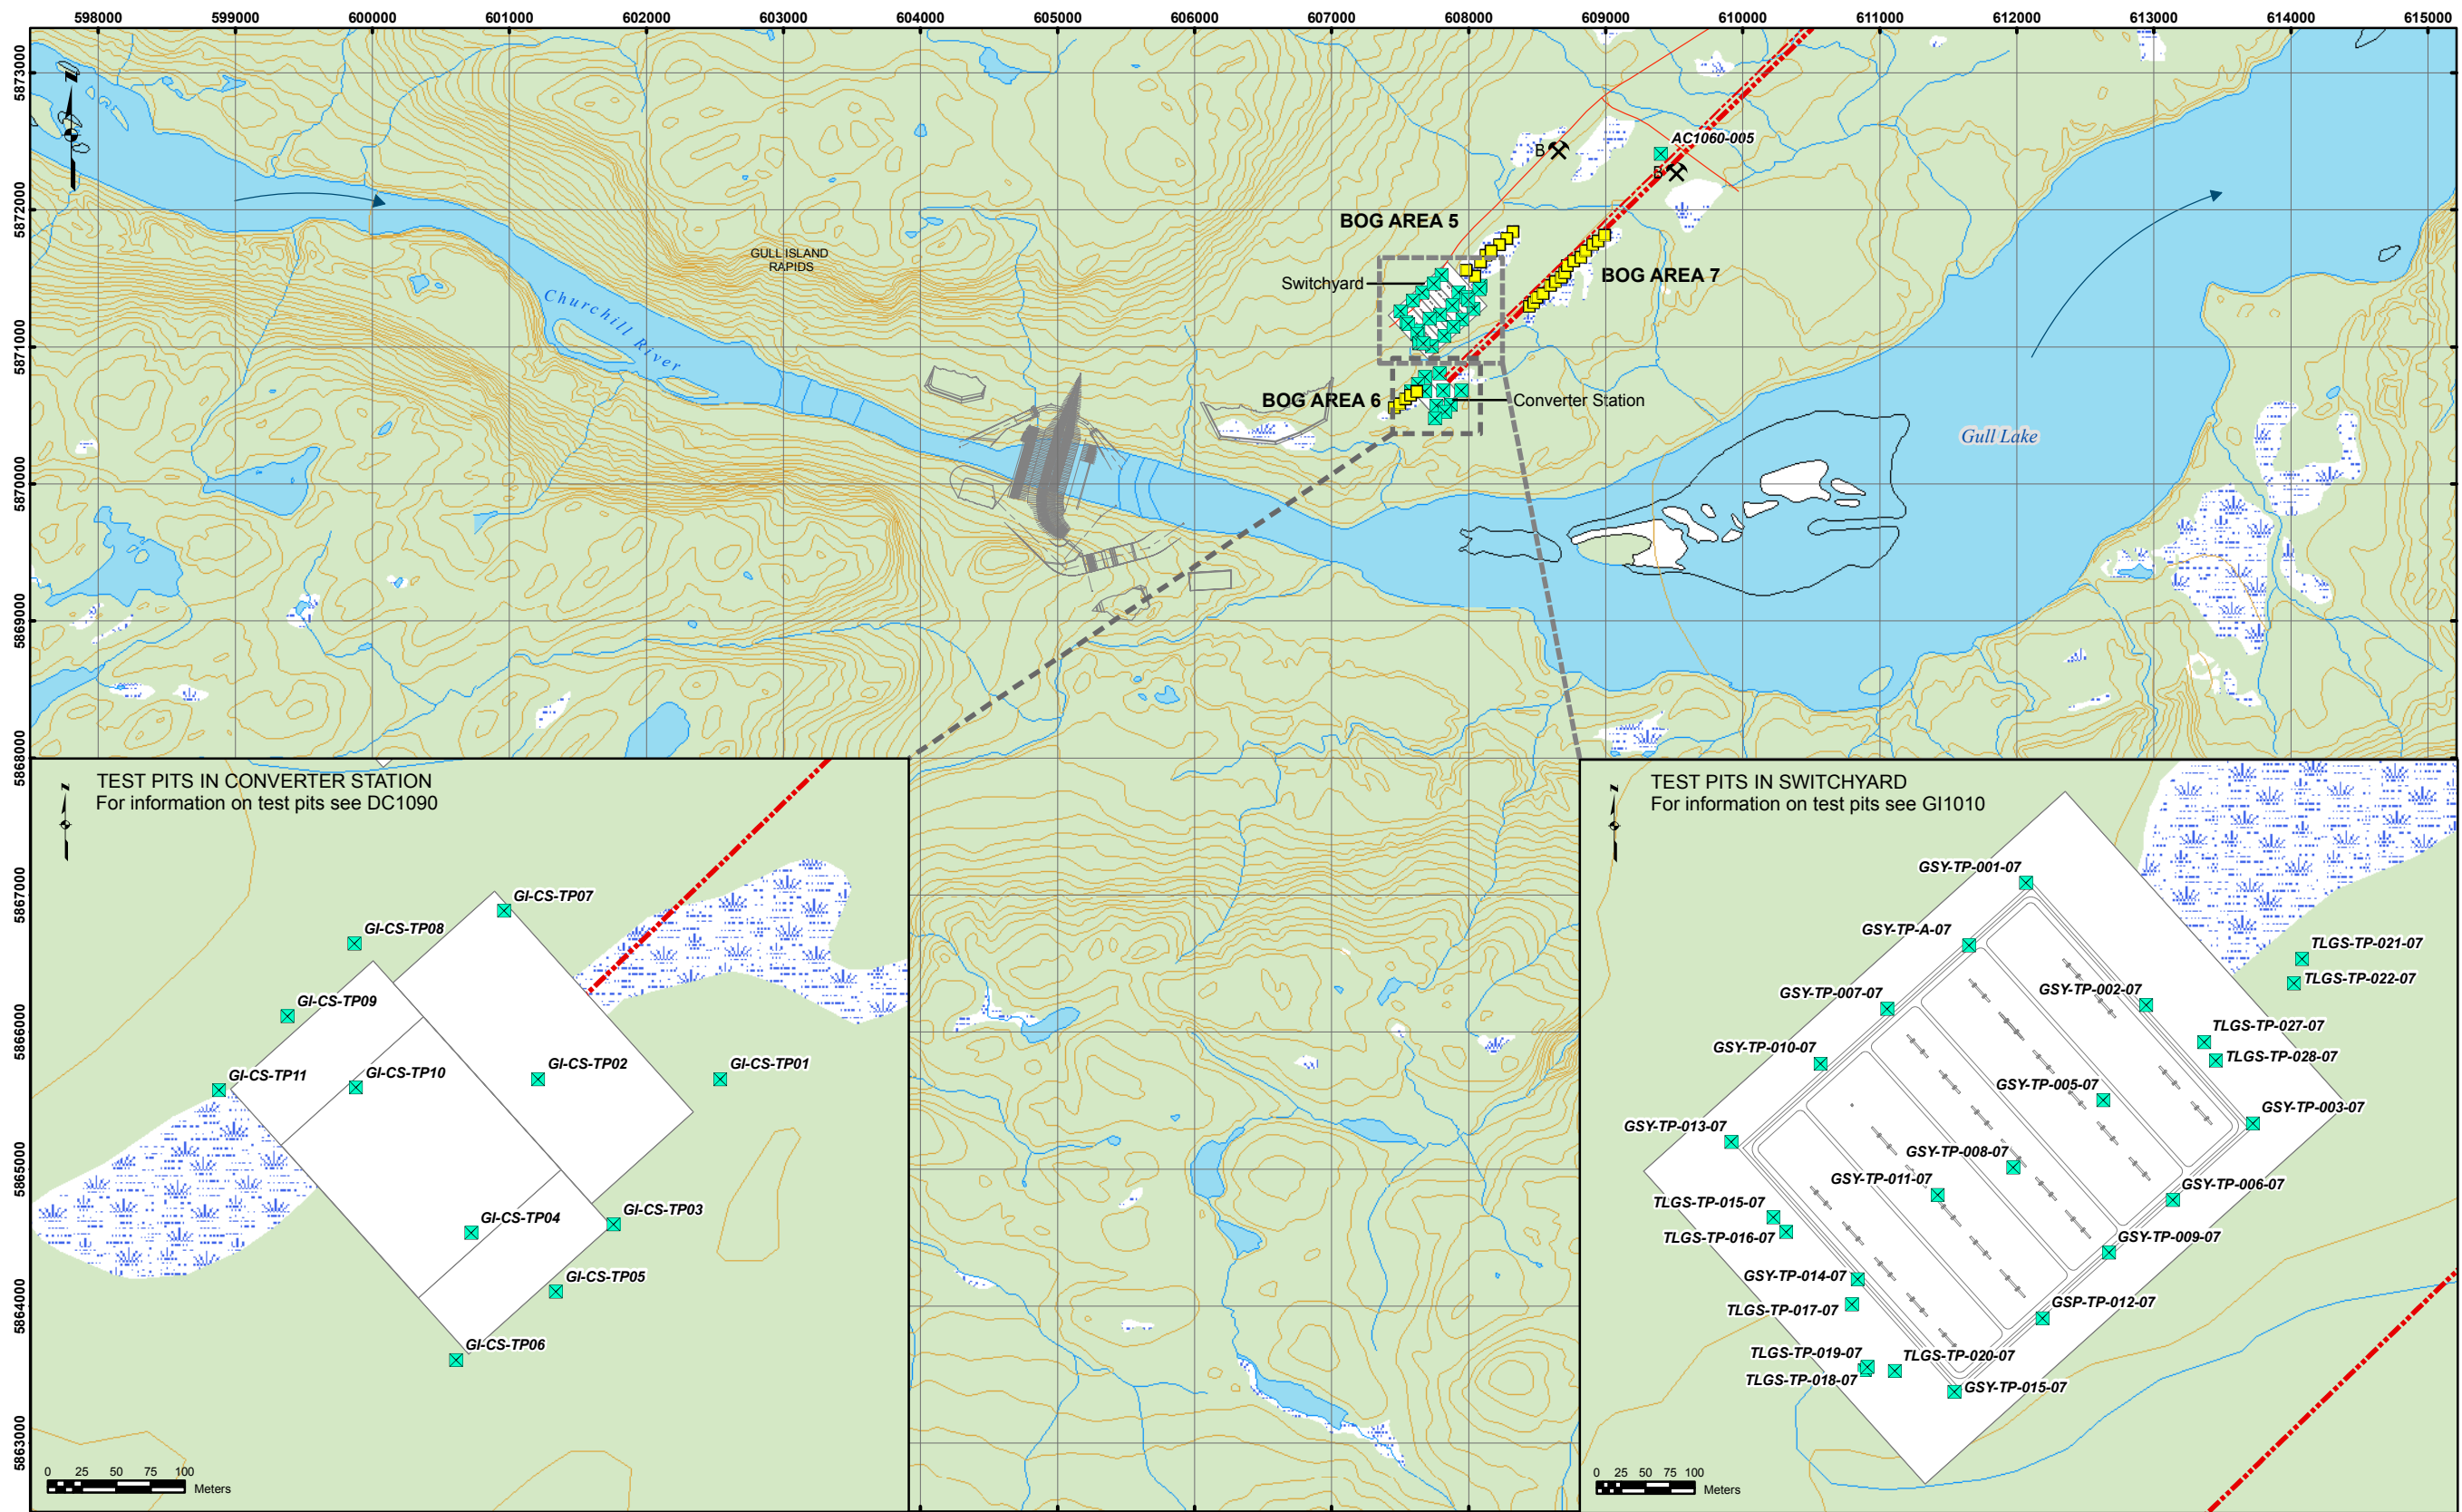 598000 599000 600000 601000 602000 603000 604000 605000 606000 607000 608000 609000 610000 611000 612000 613000 614000 615000
5873000
5872000
5871000
5870000
5869000
5868000
5867000
5866000
5865000
5864000
5863000
N
AC1060-005
B
B
BOG AREA 5
GULL ISLAND
RAPIDS
Switchyard
BOG AREA 7
Churchill River
BOG AREA 6
Converter Station
Gull Lake
TEST PITS IN CONVERTER STATION
For information on test pits see DC1090
N
GI-CS-TP07
GI-CS-TP08
GI-CS-TP09
GI-CS-TP02
GI-CS-TP01
GI-CS-TP11
GI-CS-TP10
GI-CS-TP03
GI-CS-TP04
GI-CS-TP05
GI-CS-TP06
0 25 50 75 100
Meters
TEST PITS IN SWITCHYARD
For information on test pits see GI1010
N
GSY-TP-001-07
GSY-TP-A-07
TLGS-TP-021-07
TLGS-TP-022-07
GSY-TP-007-07
GSY-TP-002-07
TLGS-TP-027-07
GSY-TP-010-07
TLGS-TP-028-07
GSY-TP-005-07
GSY-TP-003-07
GSY-TP-013-07
GSY-TP-008-07
GSY-TP-011-07
GSY-TP-006-07
TLGS-TP-015-07
TLGS-TP-016-07
GSY-TP-009-07
GSY-TP-014-07
TLGS-TP-017-07
GSP-TP-012-07
TLGS-TP-019-07
TLGS-TP-020-07
TLGS-TP-018-07
GSY-TP-015-07
0 25 50 75 100
Meters